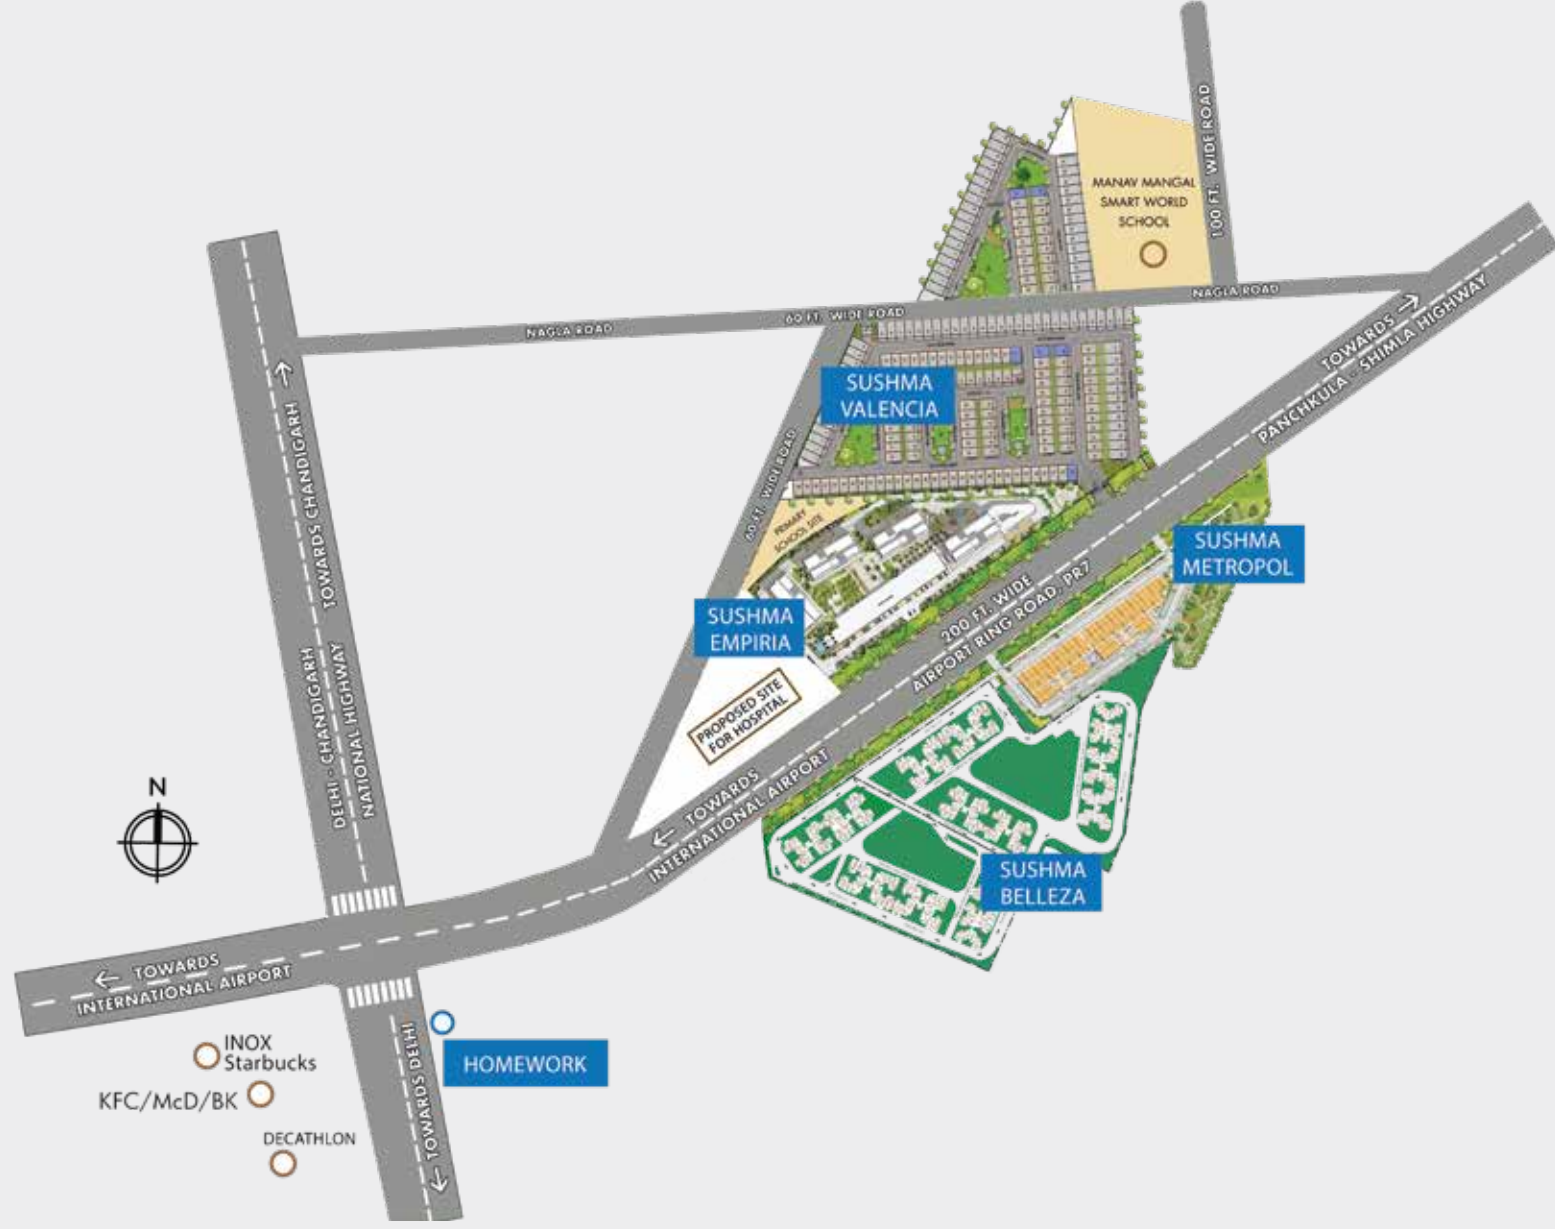 100 FT. WIDE ROAD
MANAV MANGAL
SMART WORLD
SCHOOL
NAGLA ROAD
60 FT. WIDE ROAD
NAGLA ROAD
TOWARDS
PANCHKULA - SHIMLA HIGHWAY
SUSHMA
VALENCIA
TOWARDS CHANDIGARH
TOWARDS CHANDIGARH
60 FT. WIDE ROAD
PRIMARY
SCHOOL SITE
SUSHMA
METROPOL
200 FT. WIDE
AIRPORT RING ROAD, PR7
SUSHMA
EMPIRIA
DELHI - CHANDIGARH
NATIONAL HIGHWAY
PROPOSED SITE
FOR HOSPITAL
N
TOWARDS
INTERNATIONAL AIRPORT
SUSHMA
BELLEZA
TOWARDS
INTERNATIONAL AIRPORT
TOWARDS DELHI
INOX
Starbucks
HOMEWORK
KFC/McD/BK
DECATHLON